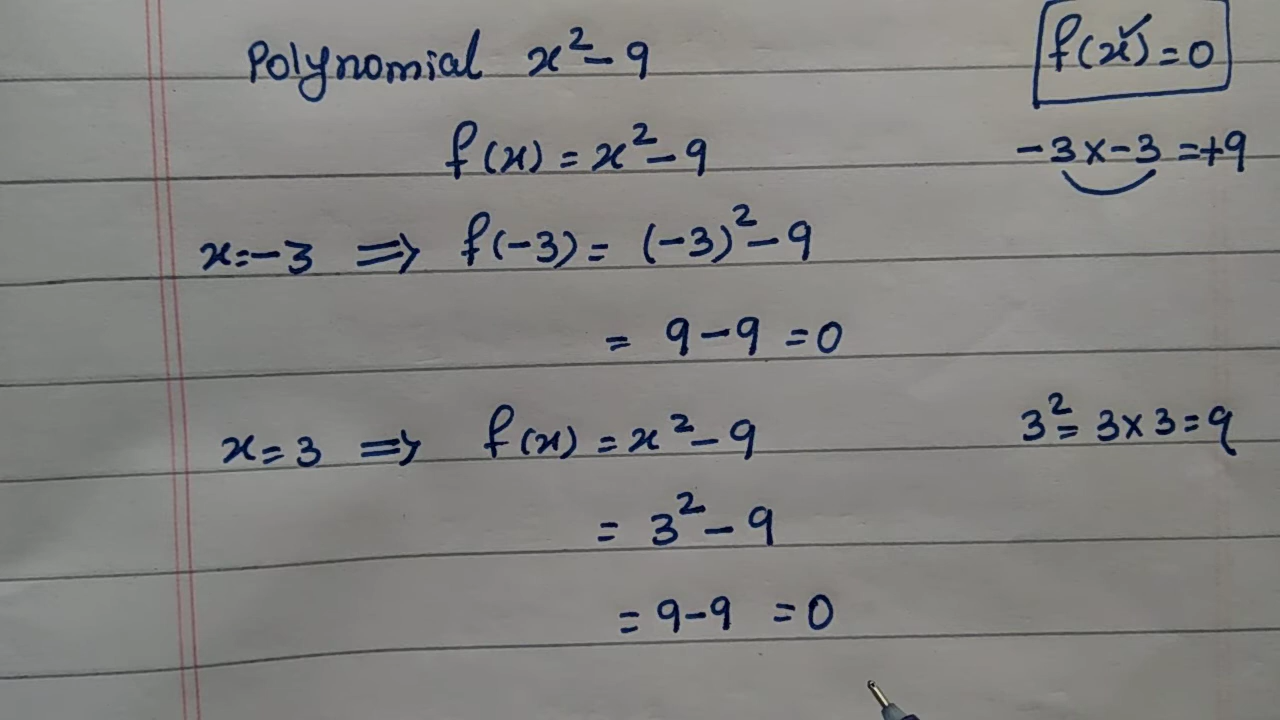 Polynomial x²-9
f(x)=0
f(x) = x²-9
-3x-3=+9
x=-3 ⇒ f(-3) = (-3)²-9
= 9-9=0
x=3 ⇒ f(x) = x²-9
3²= 3x3=9
= 3²-9
= 9-9 =0